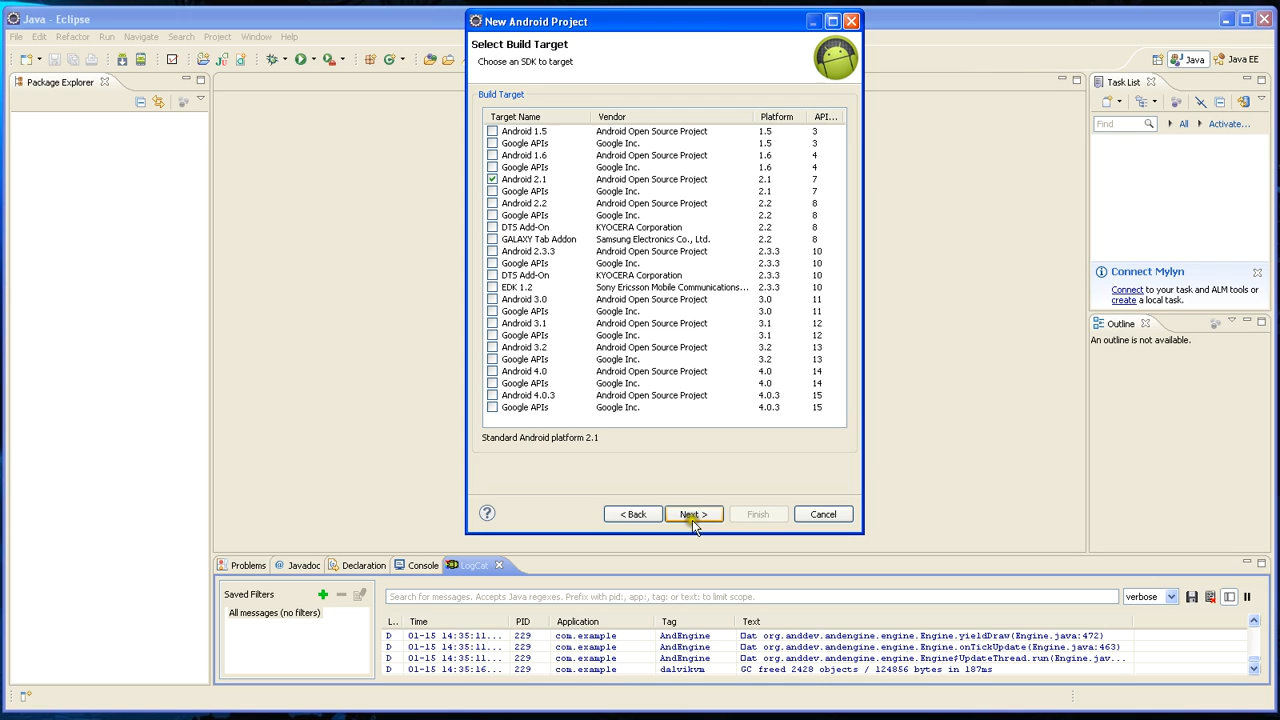 Java - Eclipse
File Edit Refactor Run Navigate Search Project Window Help
Java
Java EE
Package Explorer
New Android Project
Select Build Target
Choose an SDK to target
Build Target
Target Name Vendor Platform API...
Android 1.5 Android Open Source Project 1.5 3
Google APIs Google Inc. 1.5 3
Android 1.6 Android Open Source Project 1.6 4
Google APIs Google Inc. 1.6 4
Android 2.1 Android Open Source Project 2.1 7
Google APIs Google Inc. 2.1 7
Android 2.2 Android Open Source Project 2.2 8
Google APIs Google Inc. 2.2 8
DTS Add-On KYOCERA Corporation 2.2 8
GALAXY Tab Addon Samsung Electronics Co., Ltd. 2.2 8
Android 2.3.3 Android Open Source Project 2.3.3 10
Google APIs Google Inc. 2.3.3 10
DTS Add-On KYOCERA Corporation 2.3.3 10
EDK 1.2 Sony Ericsson Mobile Communications... 2.3.3 10
Android 3.0 Android Open Source Project 3.0 11
Google APIs Google Inc. 3.0 11
Android 3.1 Android Open Source Project 3.1 12
Google APIs Google Inc. 3.1 12
Android 3.2 Android Open Source Project 3.2 13
Google APIs Google Inc. 3.2 13
Android 4.0 Android Open Source Project 4.0 14
Google APIs Google Inc. 4.0 14
Android 4.0.3 Android Open Source Project 4.0.3 15
Google APIs Google Inc. 4.0.3 15
Standard Android platform 2.1
< Back Next > Finish Cancel
Task List
Find All Activate...
Connect Mylyn
Connect to your task and ALM tools or
create a local task.
Outline
An outline is not available.
Problems @ Javadoc Declaration Console LogCat
Saved Filters
All messages (no filters)
Search for messages. Accepts Java regexes. Prefix with pid:, app:, tag: or text: to limit scope.
verbose
L.. Time PID Application Tag Text
D 01-15 14:35:11... 229 com.example AndEngine at org.anddev.andengine.engine.Engine.yieldDraw(Engine.java:472)
D 01-15 14:35:11... 229 com.example AndEngine at org.anddev.andengine.engine.Engine.onTickUpdate(Engine.java:463)
D 01-15 14:35:11... 229 com.example AndEngine at org.anddev.andengine.engine.Engine$UpdateThread.run(Engine.jav...
D 01-15 14:35:16... 229 com.example dalvikvm GC freed 2428 objects / 124856 bytes in 187ms